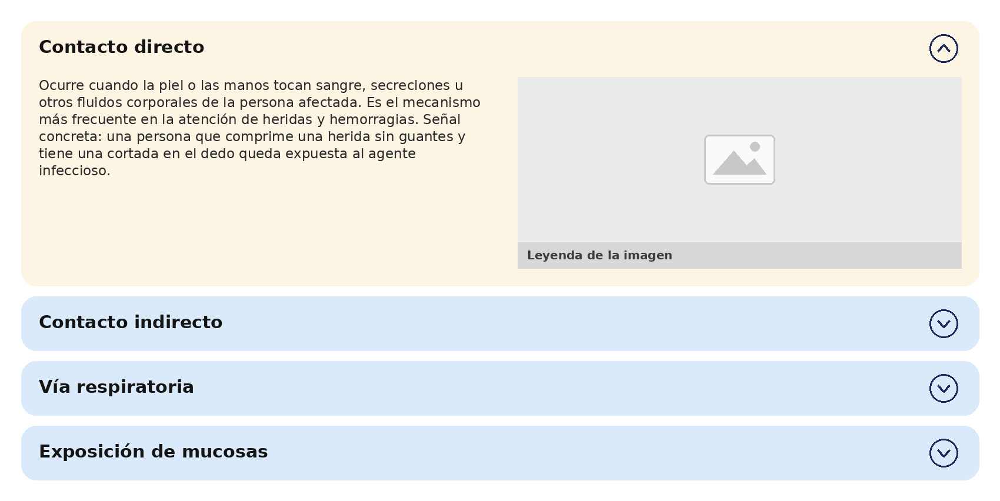 Contacto directo
Ocurre cuando la piel o las manos tocan sangre, secreciones u
otros fluidos corporales de la persona afectada. Es el mecanismo
más frecuente en la atención de heridas y hemorragias. Señal
concreta: una persona que comprime una herida sin guantes y
tiene una cortada en el dedo queda expuesta al agente
infeccioso.
Leyenda de la imagen
Contacto indirecto
Vía respiratoria
Exposición de mucosas